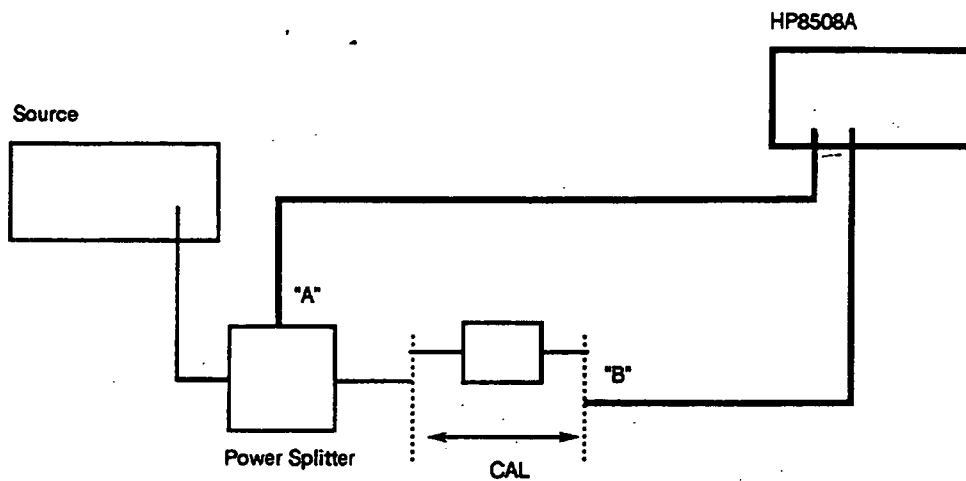 HP8508A
Source
"A"
"B"
Power Splitter
CAL